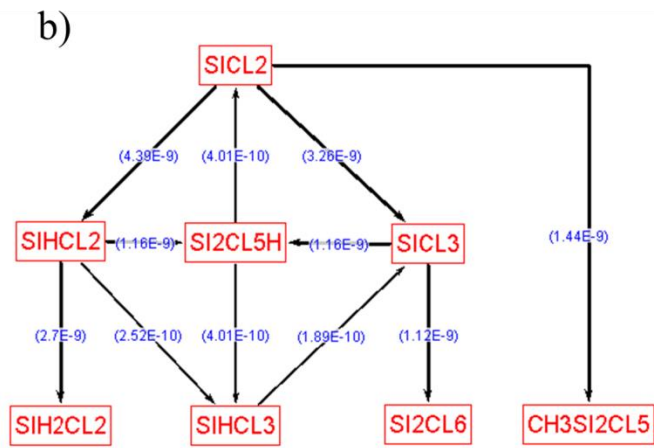 b)
SICL2
(4.39E-9) (4.01E-10) (3.26E-9)
SIHCL2 (1.16E-9) SI2CL5H (1.16E-9) SICL3 (1.44E-9)
(2.7E-9) (2.52E-10) (4.01E-10) (1.89E-10) (1.12E-9)
SIH2CL2 SIHCL3 SI2CL6 CH3SI2CL5